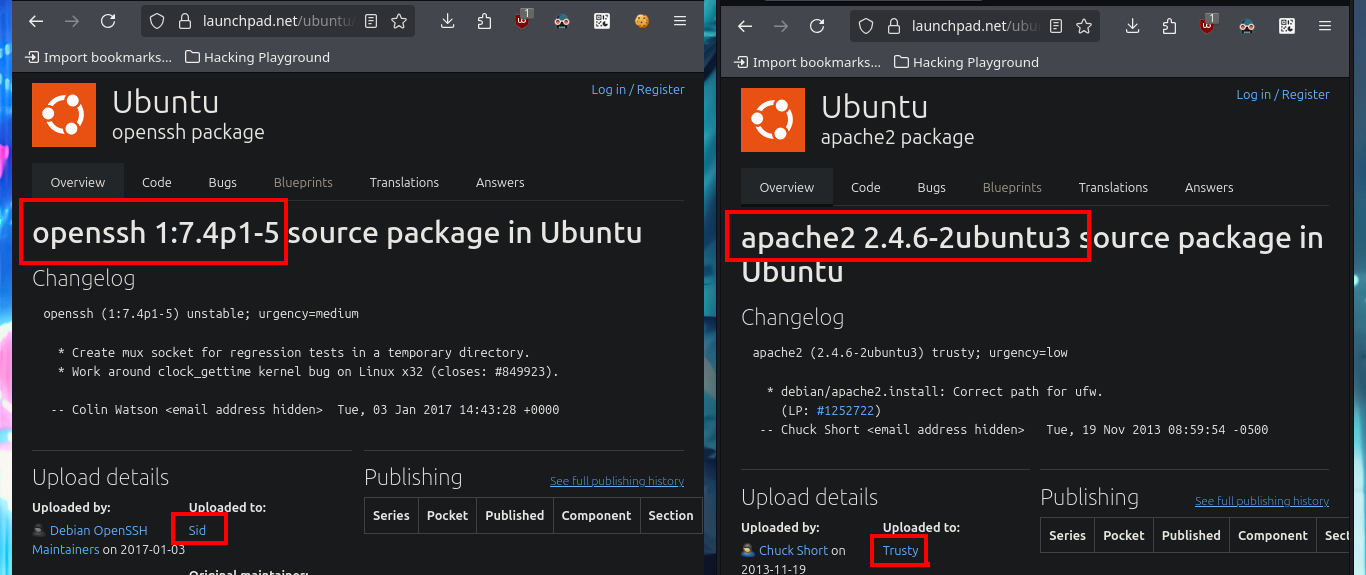 launchpad.net/ubuntu/
1
Import bookmarks...
Hacking Playground
Ubuntu
openssh package
Log in / Register
Overview
Code
Bugs
Blueprints
Translations
Answers
openssh 1:7.4p1-5 source package in Ubuntu
Changelog
openssh (1:7.4p1-5) unstable; urgency=medium
* Create mux socket for regression tests in a temporary directory.
* Work around clock_gettime kernel bug on Linux x32 (closes: #849923).
-- Colin Watson <email address hidden>  Tue, 03 Jan 2017 14:43:28 +0000
Upload details
Uploaded by:
Debian OpenSSH
Maintainers on 2017-01-03
Uploaded to:
Sid
Original maintainer:
Publishing
See full publishing history
Series Pocket Published Component Section
launchpad.net/ubu
1
Import bookmarks...
Hacking Playground
Ubuntu
apache2 package
Log in / Register
Overview
Code
Bugs
Blueprints
Translations
Answers
apache2 2.4.6-2ubuntu3 source package in
Ubuntu
Changelog
apache2 (2.4.6-2ubuntu3) trusty; urgency=low
* debian/apache2.install: Correct path for ufw.
(LP: #1252722)
-- Chuck Short <email address hidden>   Tue, 19 Nov 2013 08:59:54 -0500
Upload details
Uploaded by:
Chuck Short on
2013-11-19
Uploaded to:
Trusty
Publishing
See full publishing history
Series Pocket Published Component Sect